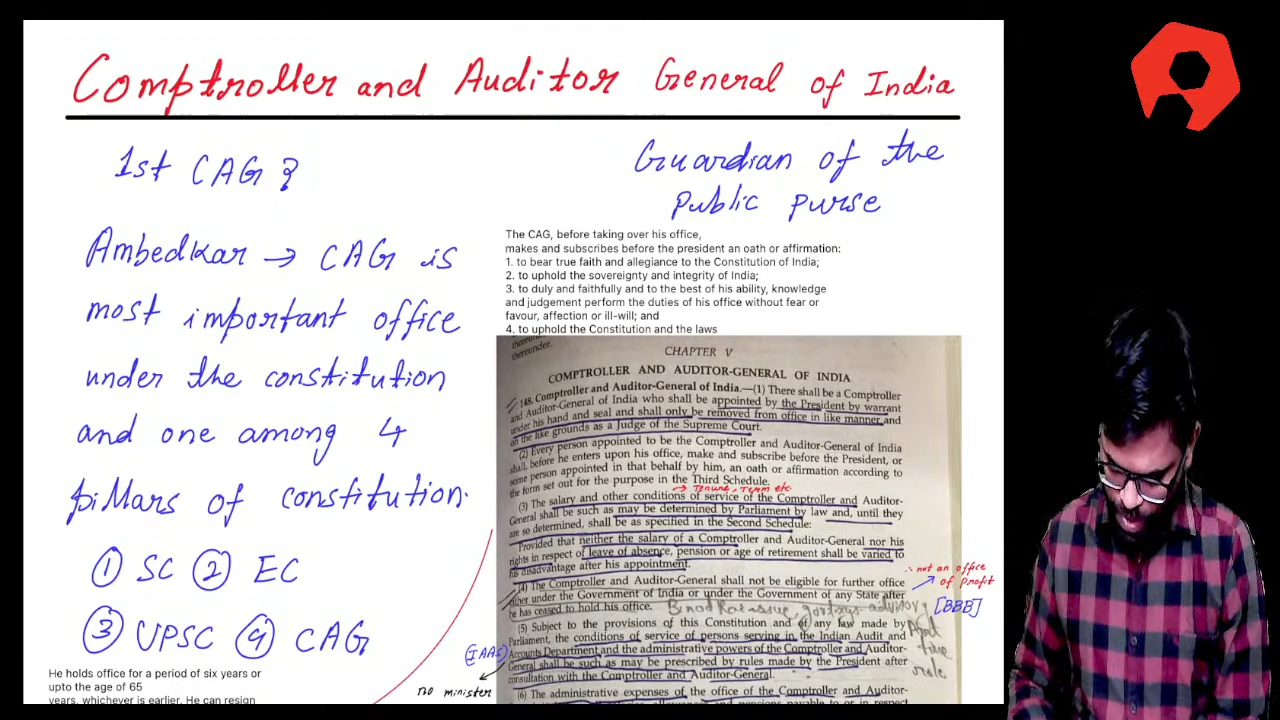 Comptroller and Auditor General of India
1st CAG ?
Guardian of the
public purse
Ambedkar → CAG is
most important office
under the constitution
and one among 4
pillars of constitution.
① SC ② EC
③ UPSC ④ CAG
He holds office for a period of six years or
upto the age of 65
years, whichever is earlier. He can resign
The CAG, before taking over his office,
makes and subscribes before the president an oath or affirmation:
1. to bear true faith and allegiance to the Constitution of India;
2. to uphold the sovereignty and integrity of India;
3. to duly and faithfully and to the best of his ability, knowledge
and judgement perform the duties of his office without fear or
favour, affection or ill-will; and
4. to uphold the Constitution and the laws
thereunder.
CHAPTER V
COMPTROLLER AND AUDITOR-GENERAL OF INDIA
148. Comptroller and Auditor-General of India.—(1) There shall be a Comptroller
and Auditor-General of India who shall be appointed by the President by warrant
under his hand and seal and shall only be removed from office in like manner and
on the like grounds as a Judge of the Supreme Court.
(2) Every person appointed to be the Comptroller and Auditor-General of India
shall, before he enters upon his office, make and subscribe before the President, or
some person appointed in that behalf by him, an oath or affirmation according to
the form set out for the purpose in the Third Schedule.
→ Tenure, Term etc
(3) The salary and other conditions of service of the Comptroller and Auditor-
General shall be such as may be determined by Parliament by law and, until they
are so determined, shall be as specified in the Second Schedule:
Provided that neither the salary of a Comptroller and Auditor-General nor his
rights in respect of leave of absence, pension or age of retirement shall be varied to
his disadvantage after his appointment.
∴ not an office
of profit
(4) The Comptroller and Auditor-General shall not be eligible for further office
either under the Government of India or under the Government of any State after
he has ceased to hold his office.
[BBB]
(5) Subject to the provisions of this Constitution and of any law made by
Parliament, the conditions of service of persons serving in the Indian Audit and
Accounts Department and the administrative powers of the Comptroller and Auditor-
General shall be such as may be prescribed by rules made by the President after
consultation with the Comptroller and Auditor-General.
(IAAS)
no minister
(6) The administrative expenses of the office of the Comptroller and Auditor-